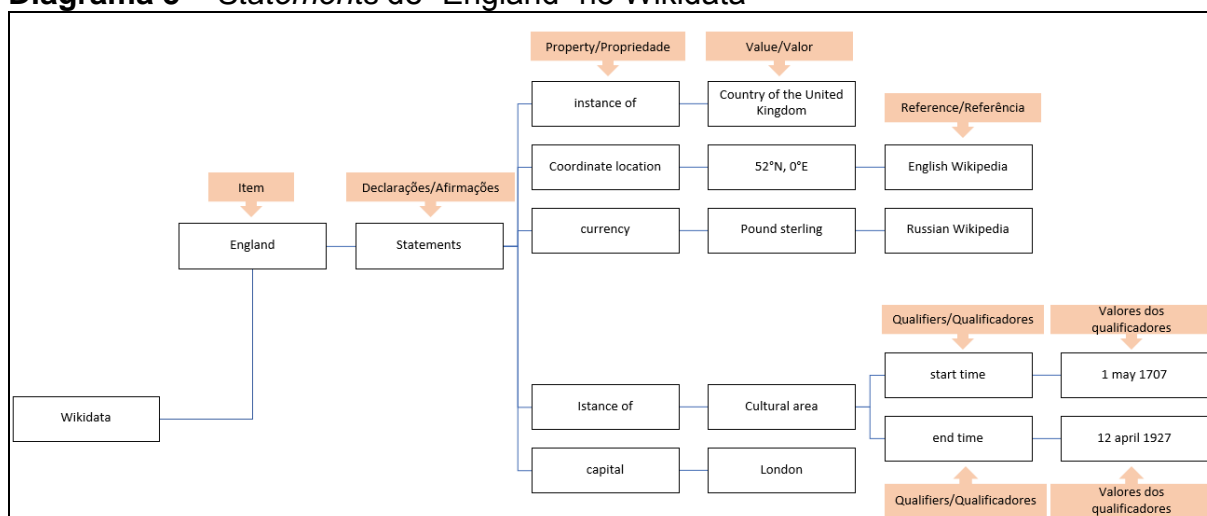 Diagrama – Statements de "England" no Wikidata
Property/Propriedade
Value/Valor
instance of
Country of the United
Kingdom
Reference/Referência
Coordinate location
52°N, 0°E
English Wikipedia
Item
Declarações/Afirmações
England
Statements
currency
Pound sterling
Russian Wikipedia
Qualifiers/Qualificadores
Valores dos
qualificadores
start time
1 may 1707
Wikidata
Istance of
Cultural area
end time
12 april 1927
capital
London
Qualifiers/Qualificadores
Valores dos
qualificadores